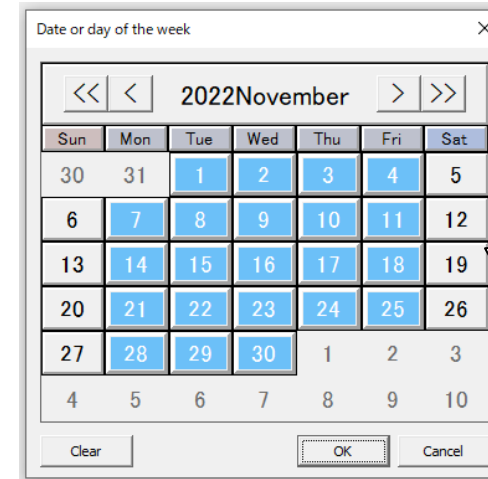 Date or day of the week
<< < 2022November > >>
Sun Mon Tue Wed Thu Fri Sat
30 31 1 2 3 4 5
6 7 8 9 10 11 12
13 14 15 16 17 18 19
20 21 22 23 24 25 26
27 28 29 30 1 2 3
4 5 6 7 8 9 10
Clear OK Cancel